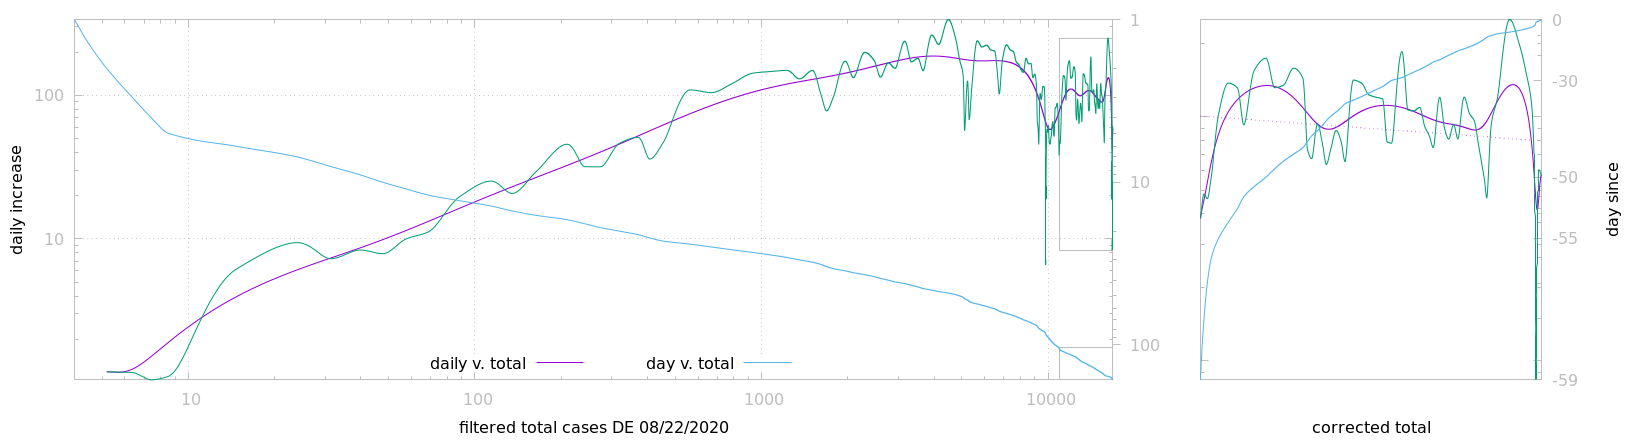 daily increase
100
10
10
100
1000
10000
1
10
100
daily v. total
day v. total
filtered total cases DE 08/22/2020
0
-30
-50
-55
-59
day since
corrected total